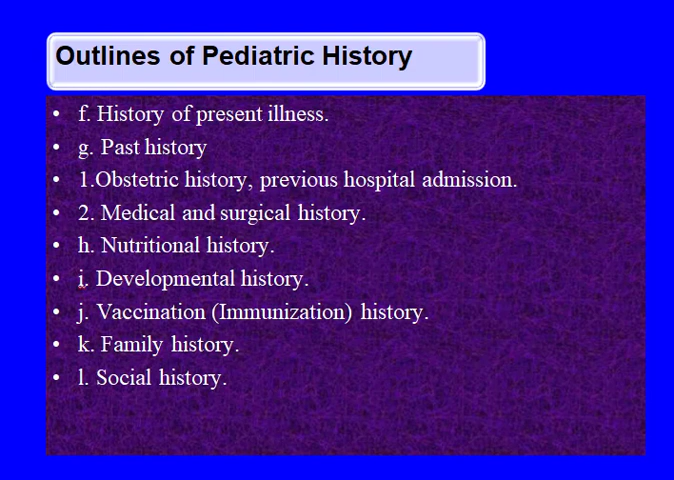 Outlines of Pediatric History
• f. History of present illness.
• g. Past history
• 1.Obstetric history, previous hospital admission.
• 2. Medical and surgical history.
• h. Nutritional history.
• i. Developmental history.
• j. Vaccination (Immunization) history.
• k. Family history.
• l. Social history.